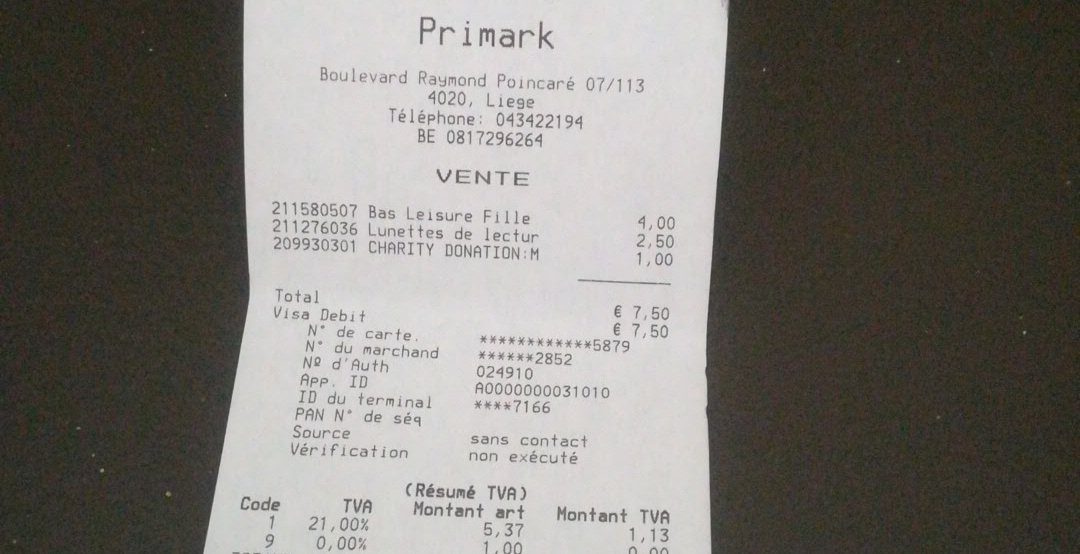 Primark
Boulevard Raymond Poincaré 07/113
4020, Liege
Téléphone: 043422194
BE 0817296264
VENTE
211580507 Bas Leisure Fille 4,00
211276036 Lunettes de lectur 2,50
209930301 CHARITY DONATION:M 1,00
Total € 7,50
Visa Debit € 7,50
N° de carte. ************5879
N° du marchand ******2852
Nº d'Auth 024910
App. ID A0000000031010
ID du terminal ****7166
PAN N° de séq
Source sans contact
Vérification non exécuté
(Résumé TVA)
Code TVA Montant art Montant TVA
1 21,00% 5,37 1,13
9 0,00% 1,00 0,00